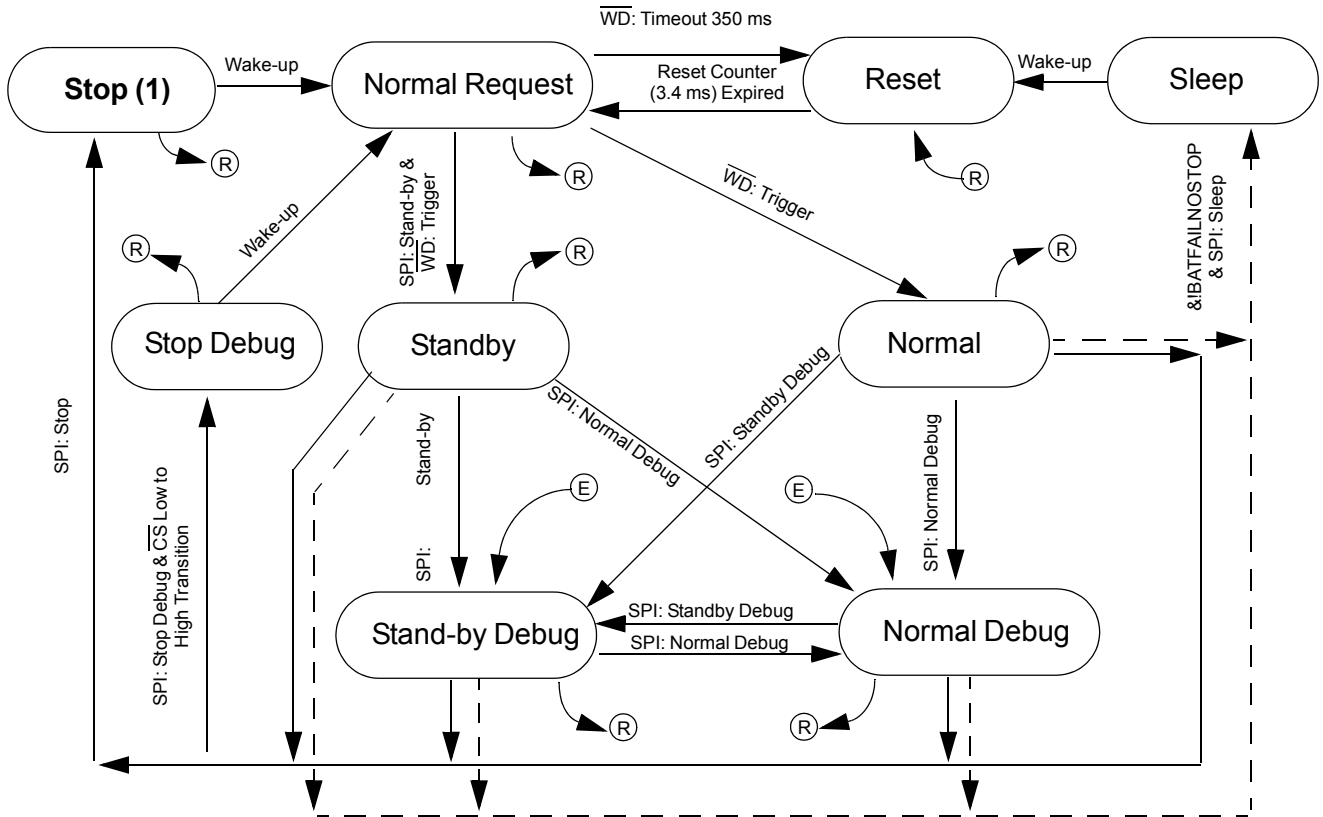 WD: Timeout 350 ms
Stop (1)
Wake-up
Normal Request
Reset Counter
(3.4 ms) Expired
Reset
Wake-up
Sleep
R
R
R
SPI: Stand-by &
WD: Trigger
WD: Trigger
&!BATFAILNOSTOP
& SPI: Sleep
Wake-up
R
R
R
Stop Debug
Standby
Normal
SPI: Stop
SPI: Stop Debug & CS Low to
High Transition
SPI: Stand-by
SPI: Normal Debug
SPI: Standby Debug
SPI: Normal Debug
E
E
Stand-by Debug
SPI: Standby Debug
SPI: Normal Debug
Normal Debug
R
R